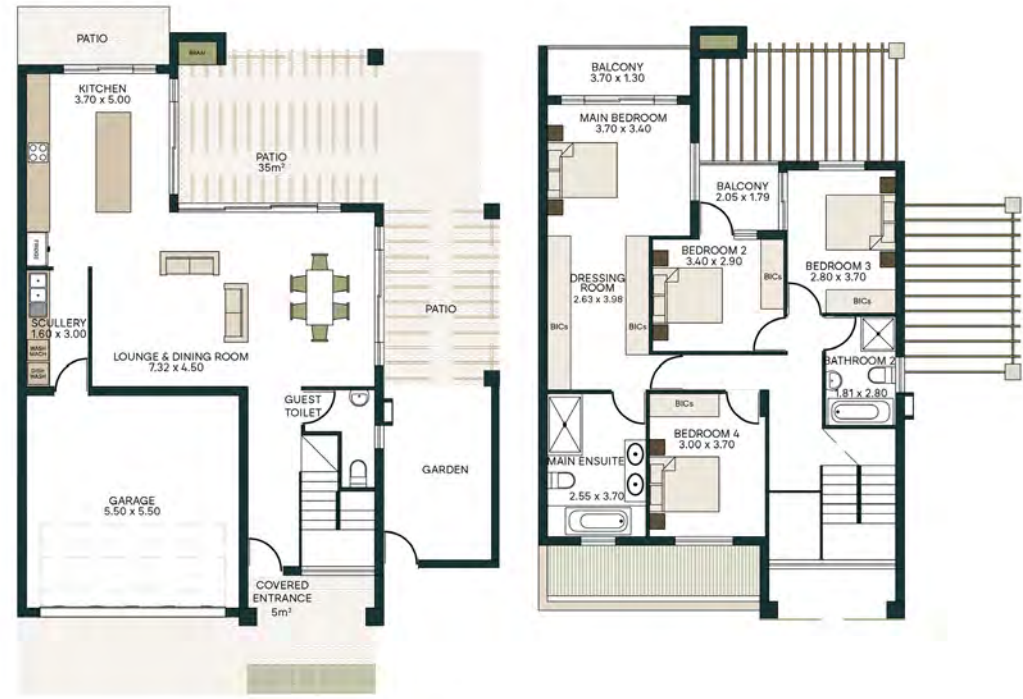 PATIO
BRAAI
KITCHEN
3.70 x 5.00
PATIO
35m²
FRIDGE
SCULLERY
1.60 x 3.00
WASH
MACH
DISH
WASH
LOUNGE & DINING ROOM
7.32 x 4.50
PATIO
GUEST
TOILET
GARDEN
GARAGE
5.50 x 5.50
COVERED
ENTRANCE
5m²
BALCONY
3.70 x 1.30
MAIN BEDROOM
3.70 x 3.40
BALCONY
2.05 x 1.79
BEDROOM 2
3.40 x 2.90
BICs
BEDROOM 3
2.80 x 3.70
BICs
DRESSING
ROOM
2.63 x 3.98
BICs
BICs
BATHROOM 2
1.81 x 2.80
BICs
BEDROOM 4
3.00 x 3.70
MAIN ENSUITE
2.55 x 3.70